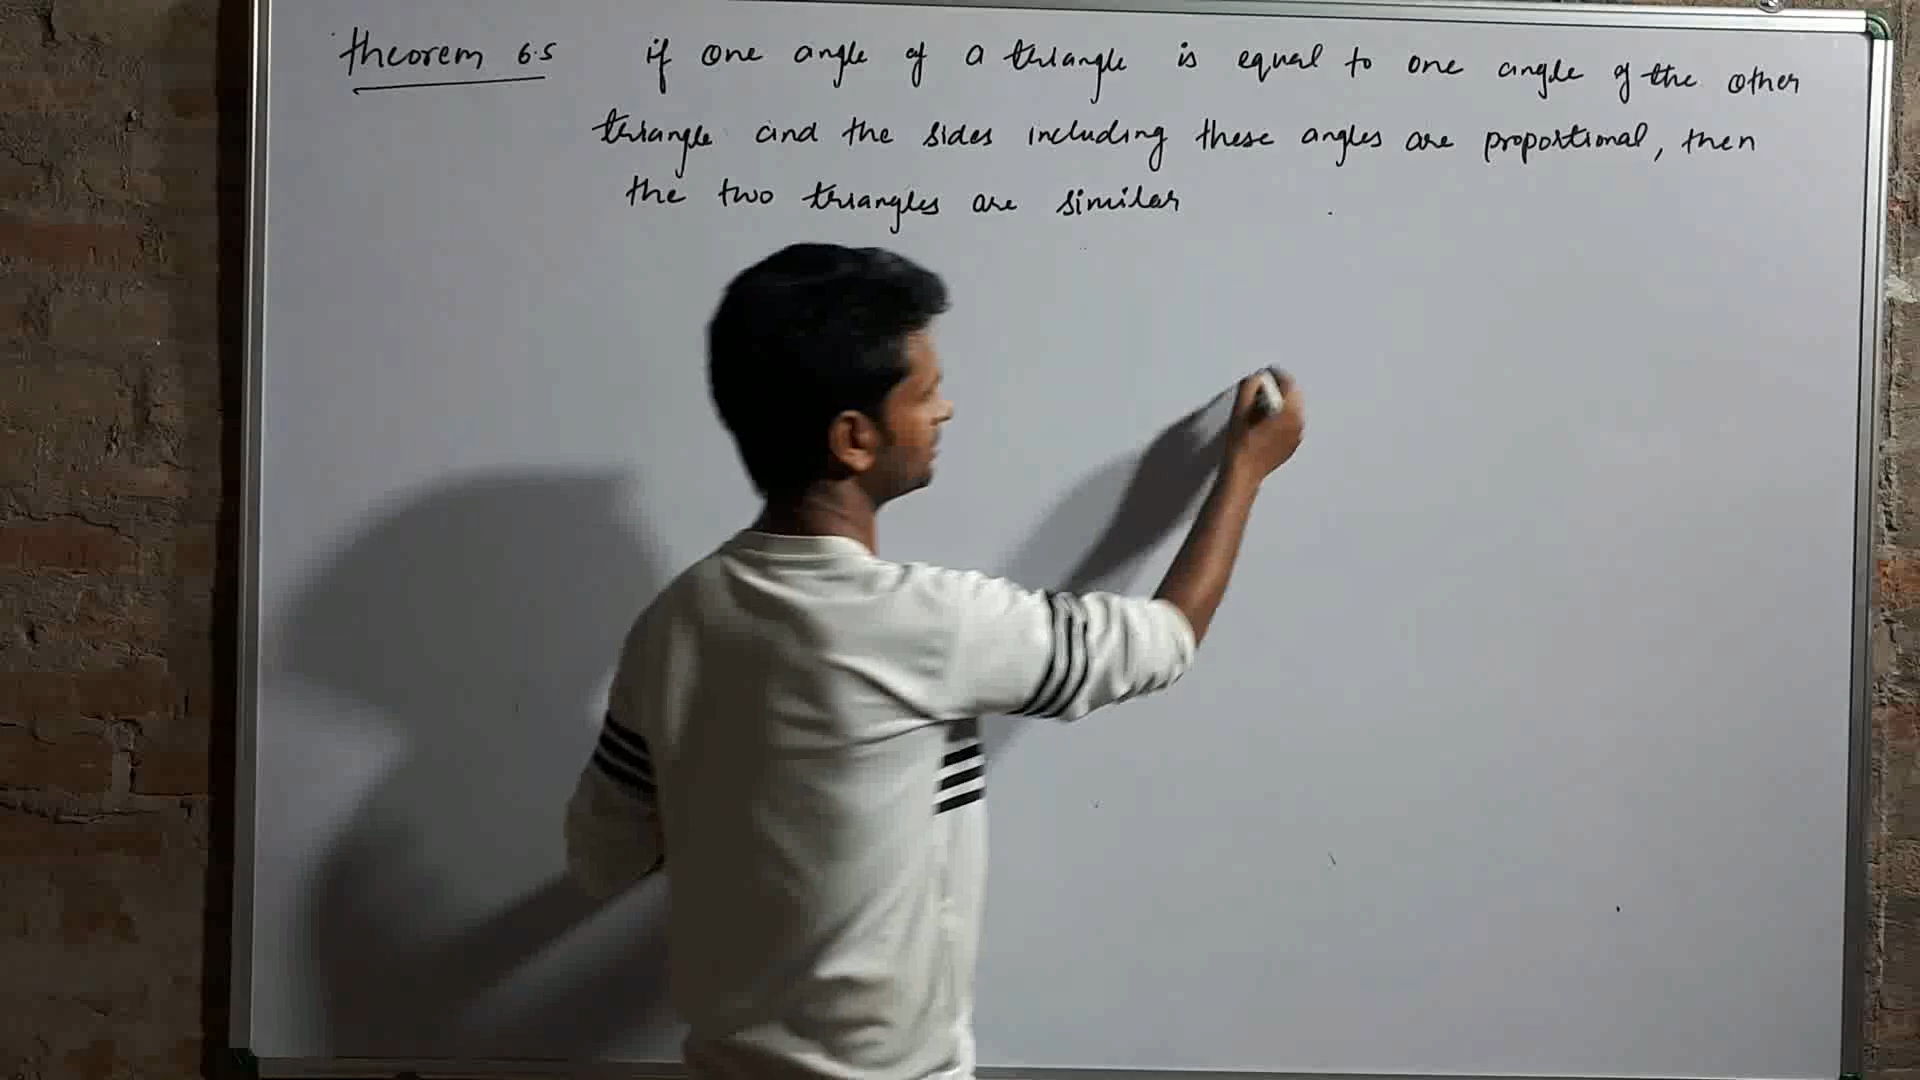 theorem 6.5 if one angle of a triangle is equal to one angle of the other
triangle and the sides including these angles are proportional, then
the two triangles are similar